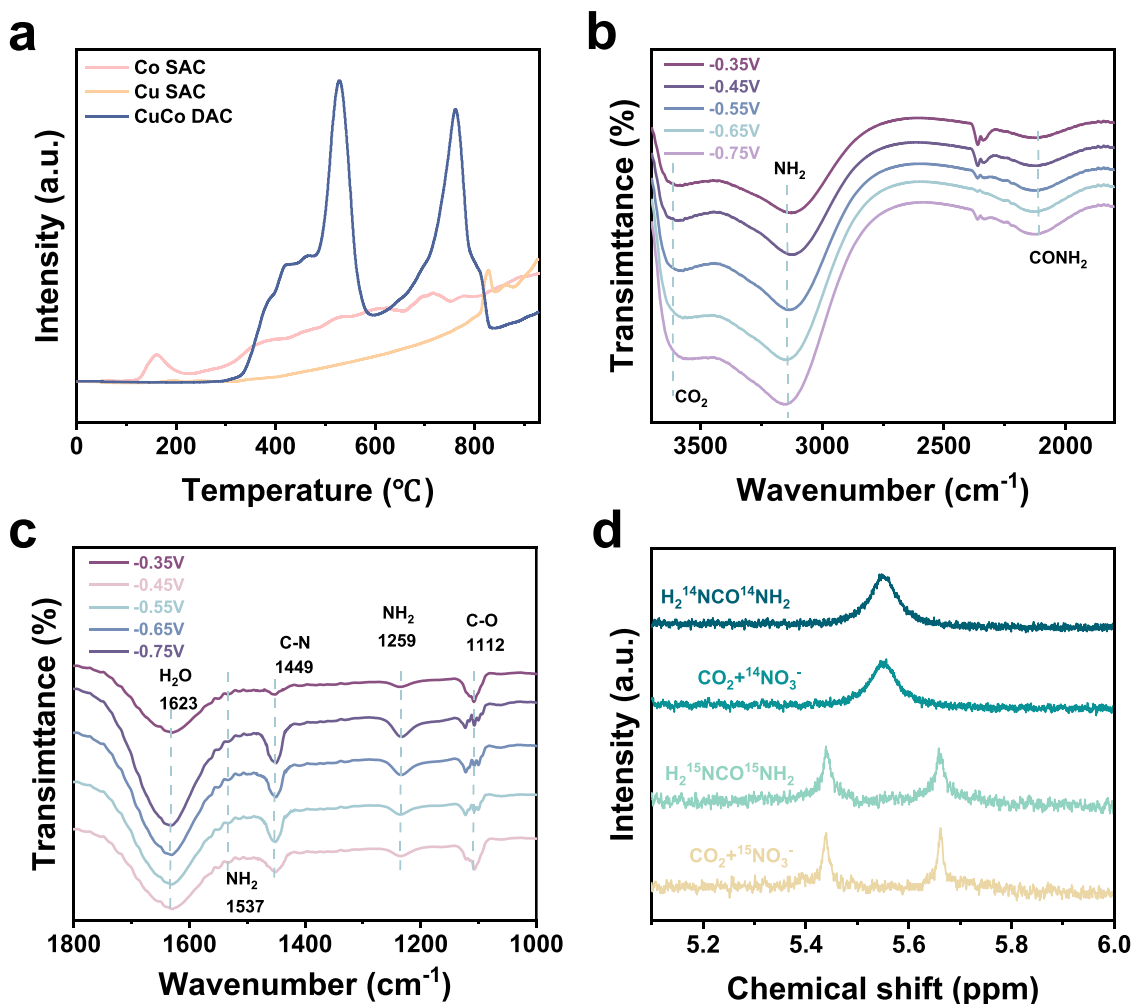 a
Co SAC
Cu SAC
CuCo DAC
Intensity (a.u.)
0
200
400
600
800
Temperature (℃)
b
-0.35V
-0.45V
-0.55V
-0.65V
-0.75V
NH₂
CO₂
CONH₂
Transimttance (%)
3500
3000
2500
2000
Wavenumber (cm⁻¹)
c
-0.35V
-0.45V
-0.55V
-0.65V
-0.75V
H₂O
1623
NH₂
1537
C-N
1449
NH₂
1259
C-O
1112
Transimttance (%)
1800
1600
1400
1200
1000
Wavenumber (cm⁻¹)
d
H₂¹⁴NCO¹⁴NH₂
CO₂+¹⁴NO₃⁻
H₂¹⁵NCO¹⁵NH₂
CO₂+¹⁵NO₃⁻
Intensity (a.u.)
5.2
5.4
5.6
5.8
6.0
Chemical shift (ppm)